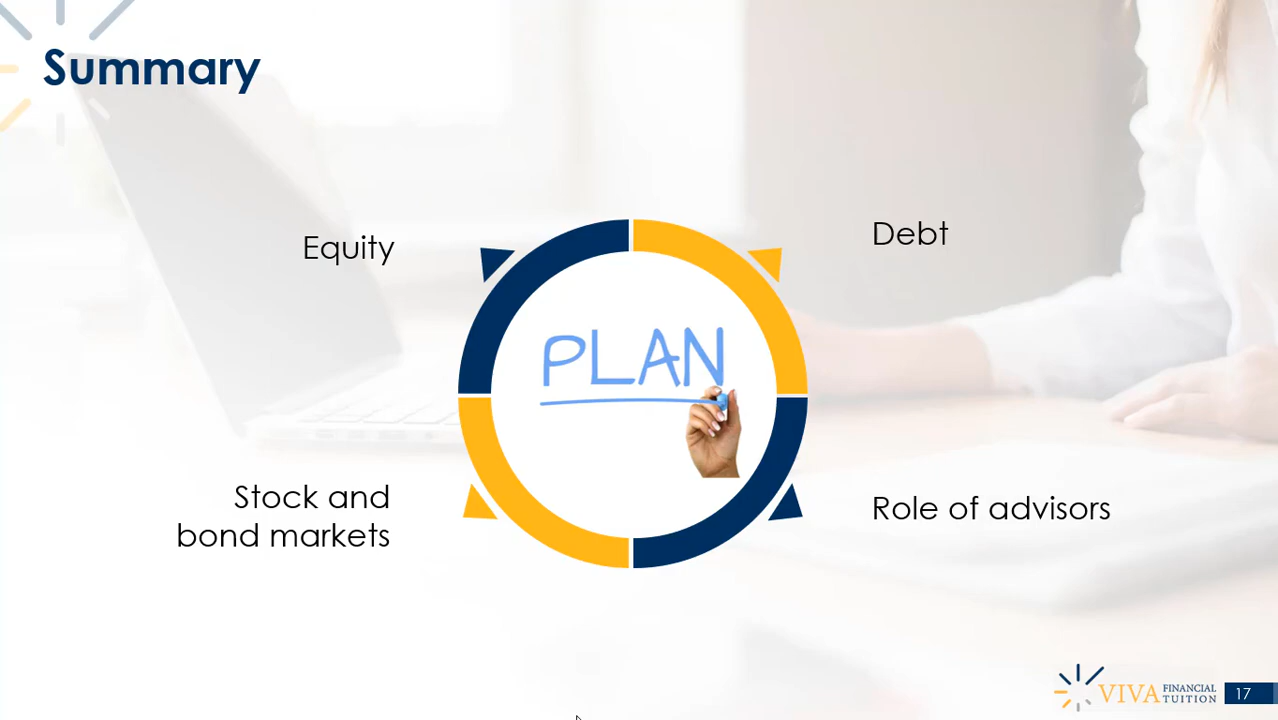 Summary
Equity
Debt
PLAN
Stock and
bond markets
Role of advisors
VIVA FINANCIAL
TUITION
17